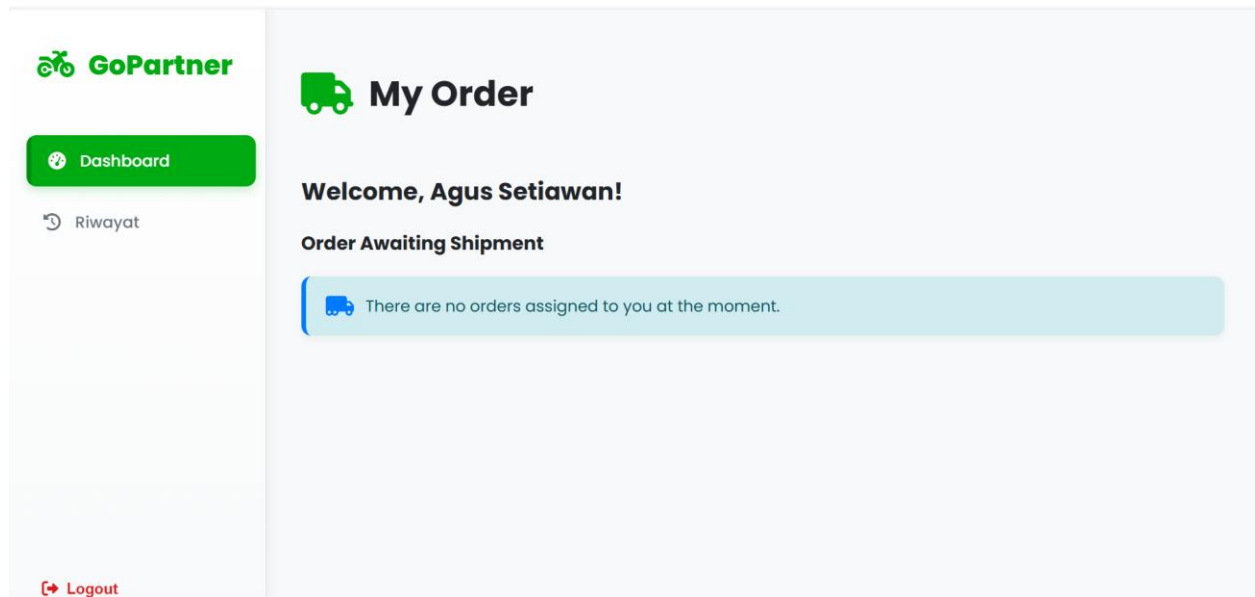 GoPartner
Dashboard
Riwayat
Logout
My Order
Welcome, Agus Setiawan!
Order Awaiting Shipment
There are no orders assigned to you at the moment.